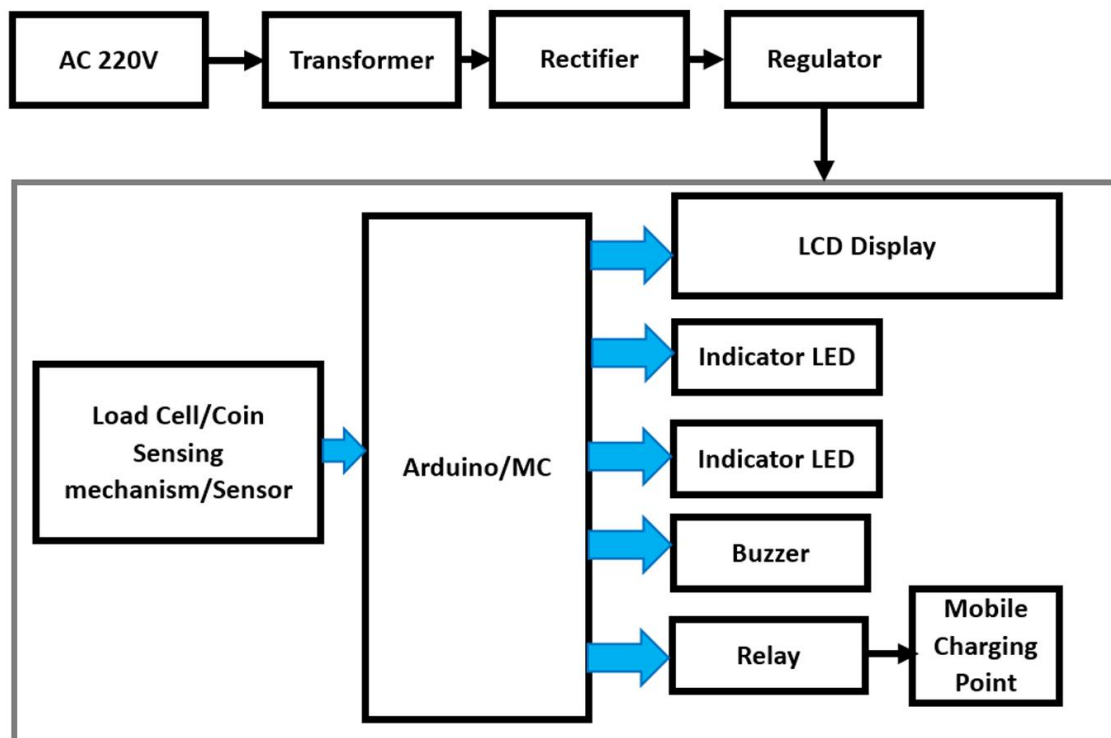 AC 220V
Transformer
Rectifier
Regulator
LCD Display
Indicator LED
Load Cell/Coin
Sensing
mechanism/Sensor
Arduino/MC
Indicator LED
Buzzer
Relay
Mobile
Charging
Point